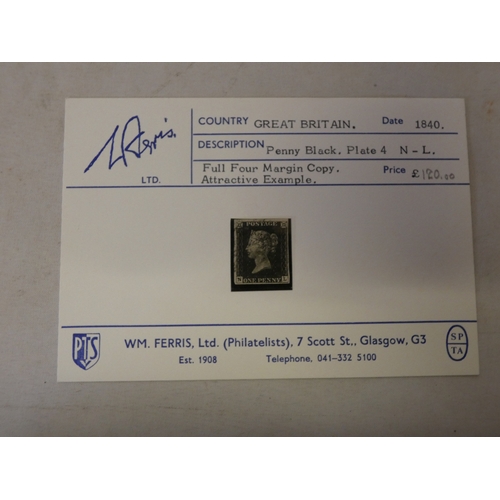 Ferris.
LTD.
COUNTRY GREAT BRITAIN. Date 1840.
DESCRIPTION Penny Black. Plate 4 N - L.
Full Four Margin Copy. Price £180.00
Attractive Example.
POSTAGE
N L
ONE PENNY
PTS
WM. FERRIS, Ltd. (Philatelists). 7 Scott St., Glasgow, G3
Est. 1908 Telephone, 041-332 5100
SP
TA